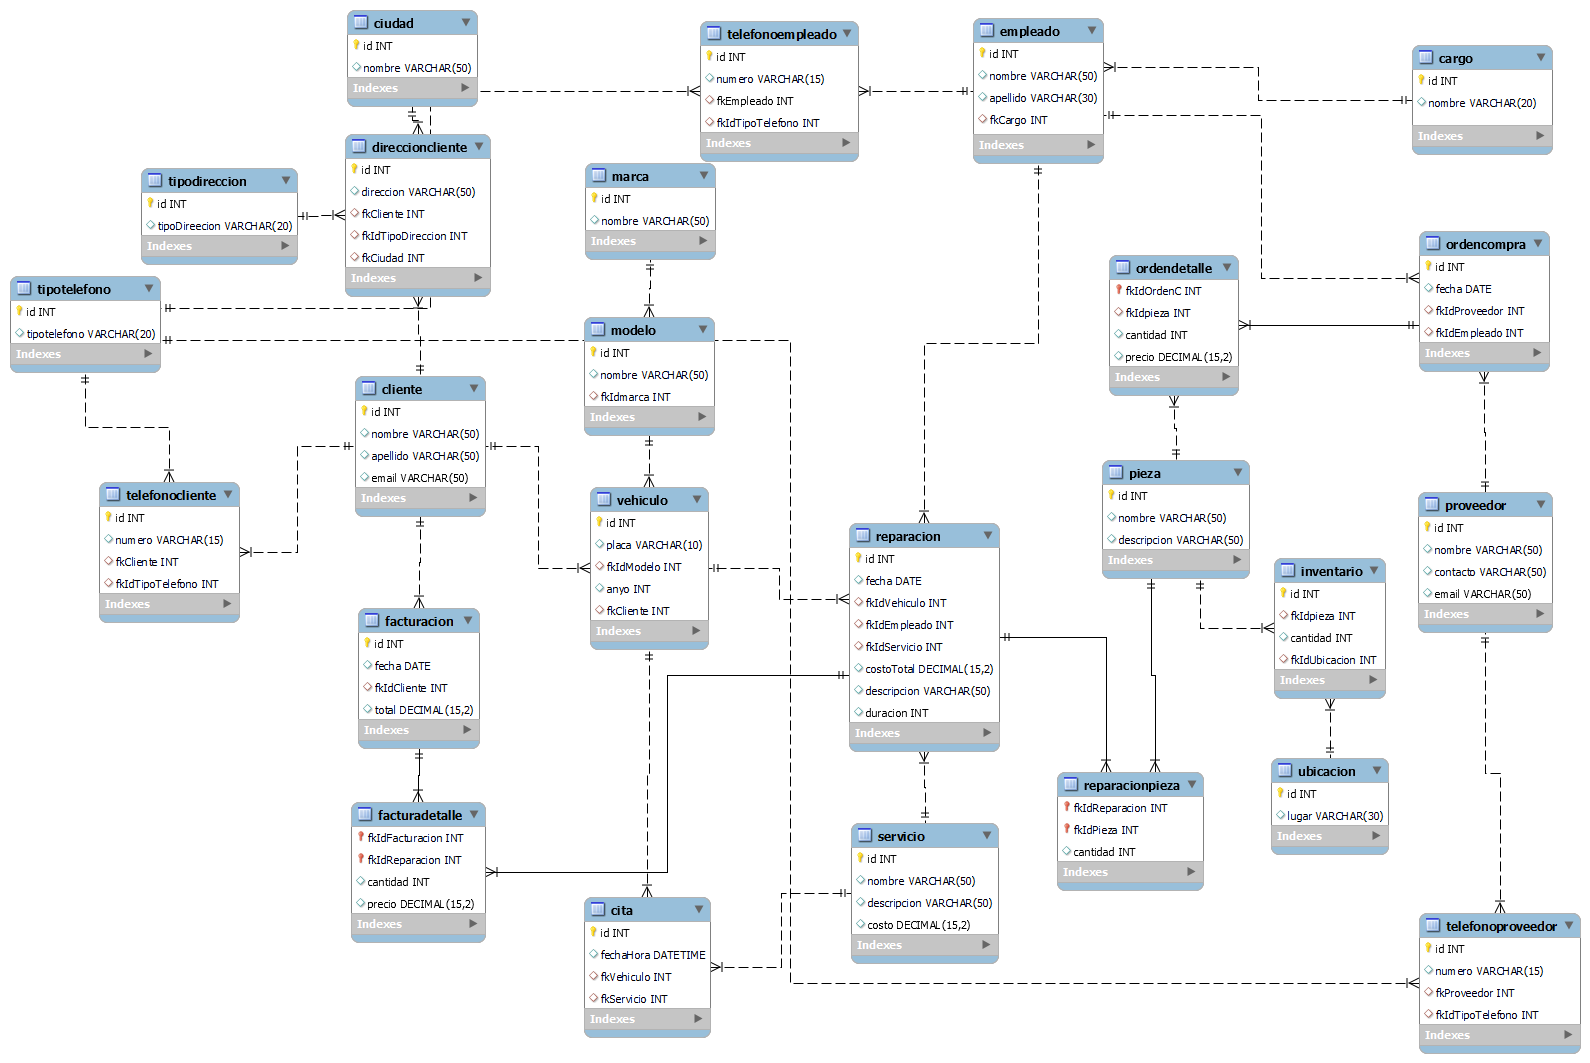 ciudad
id INT
nombre VARCHAR(50)
Indexes
telefonoempleado
id INT
numero VARCHAR(15)
fkEmpleado INT
fkIdTipoTelefono INT
Indexes
empleado
id INT
nombre VARCHAR(50)
apellido VARCHAR(30)
fkCargo INT
Indexes
cargo
id INT
nombre VARCHAR(20)
Indexes
direccioncliente
id INT
direccion VARCHAR(50)
fkCliente INT
fkIdTipoDireccion INT
fkCiudad INT
Indexes
tipodireccion
id INT
tipoDireecion VARCHAR(20)
Indexes
marca
id INT
nombre VARCHAR(50)
Indexes
ordencompra
id INT
fecha DATE
fkIdProveedor INT
fkIdEmpleado INT
Indexes
ordendetalle
fkIdOrdenC INT
fkIdpieza INT
cantidad INT
precio DECIMAL(15,2)
Indexes
tipotelefono
id INT
tipotelefono VARCHAR(20)
Indexes
modelo
id INT
nombre VARCHAR(50)
fkIdmarca INT
Indexes
cliente
id INT
nombre VARCHAR(50)
apellido VARCHAR(50)
email VARCHAR(50)
Indexes
telefonocliente
id INT
numero VARCHAR(15)
fkCliente INT
fkIdTipoTelefono INT
Indexes
vehiculo
id INT
placa VARCHAR(10)
fkIdModelo INT
anyo INT
fkCliente INT
Indexes
reparacion
id INT
fecha DATE
fkIdVehiculo INT
fkIdEmpleado INT
fkIdServicio INT
costoTotal DECIMAL(15,2)
descripcion VARCHAR(50)
duracion INT
Indexes
pieza
id INT
nombre VARCHAR(50)
descripcion VARCHAR(50)
Indexes
proveedor
id INT
nombre VARCHAR(50)
contacto VARCHAR(50)
email VARCHAR(50)
Indexes
inventario
id INT
fkIdpieza INT
cantidad INT
fkIdUbicacion INT
Indexes
facturacion
id INT
fecha DATE
fkIdCliente INT
total DECIMAL(15,2)
Indexes
ubicacion
id INT
lugar VARCHAR(30)
Indexes
reparacionpieza
fkIdReparacion INT
fkIdPieza INT
cantidad INT
Indexes
facturadetalle
fkIdFacturacion INT
fkIdReparacion INT
cantidad INT
precio DECIMAL(15,2)
Indexes
servicio
id INT
nombre VARCHAR(50)
descripcion VARCHAR(50)
costo DECIMAL(15,2)
Indexes
cita
id INT
fechaHora DATETIME
fkVehiculo INT
fkServicio INT
Indexes
telefonoproveedor
id INT
numero VARCHAR(15)
fkProveedor INT
fkIdTipoTelefono INT
Indexes